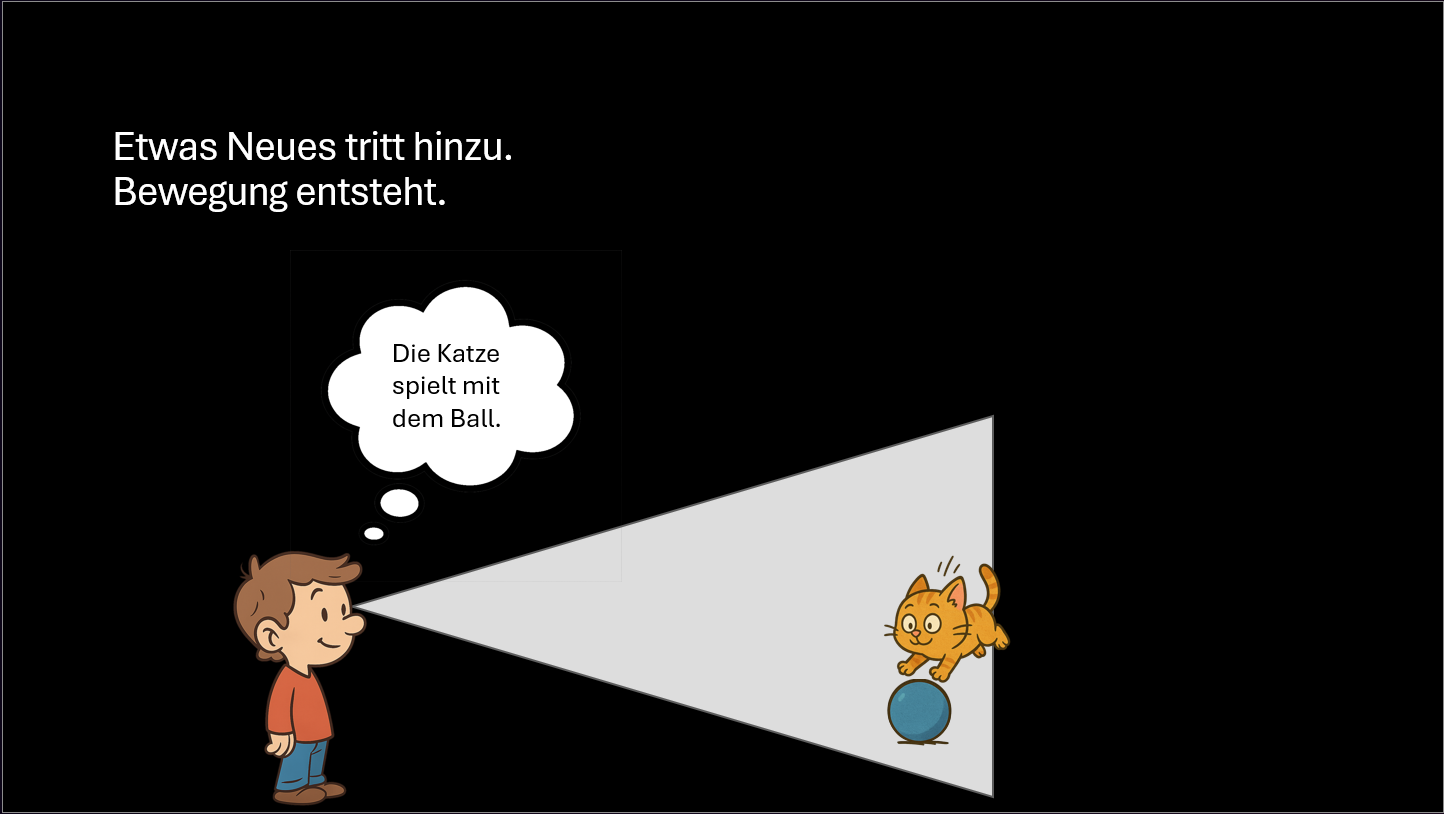 Etwas Neues tritt hinzu.
Bewegung entsteht.
Die Katze
spielt mit
dem Ball.